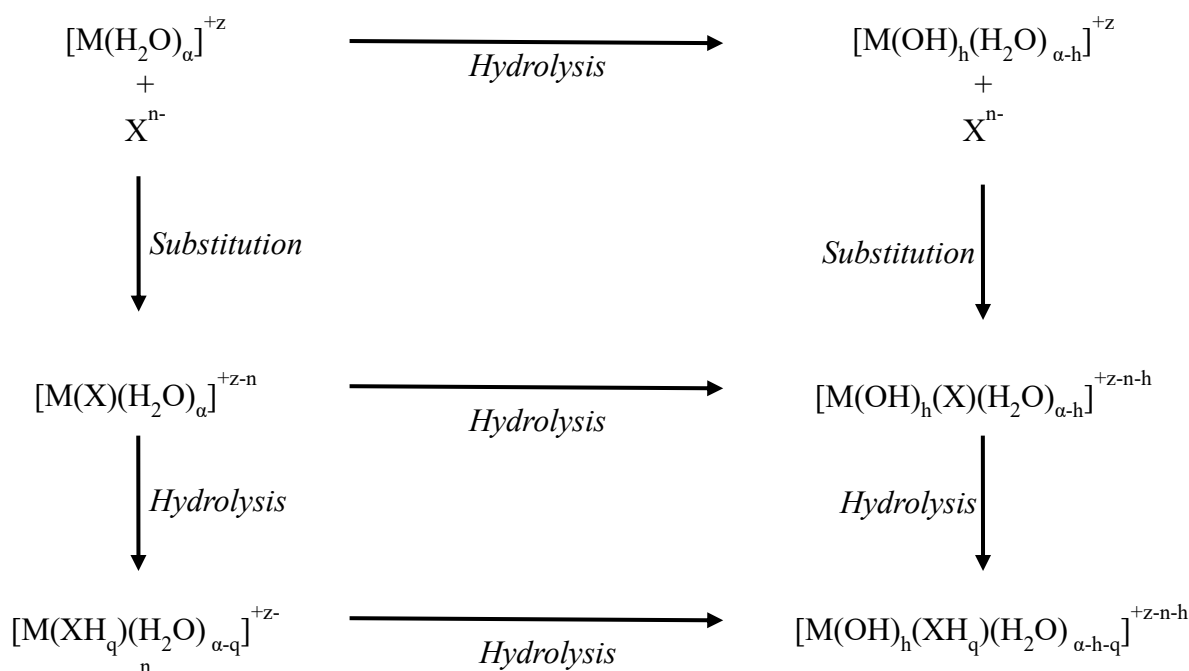 [M(H₂O)α]⁺ᶻ
Hydrolysis
[M(OH)h(H₂O) α-h]⁺ᶻ
+
+
Xⁿ⁻
Xⁿ⁻
Substitution
Substitution
[M(X)(H₂O)α]⁺ᶻ⁻ⁿ
Hydrolysis
[M(OH)h(X)(H₂O)α-h]⁺ᶻ⁻ⁿ⁻ʰ
Hydrolysis
Hydrolysis
[M(XHq)(H₂O) α-q]⁺ᶻ⁻
n
Hydrolysis
[M(OH)h(XHq)(H₂O) α-h-q]⁺ᶻ⁻ⁿ⁻ʰ